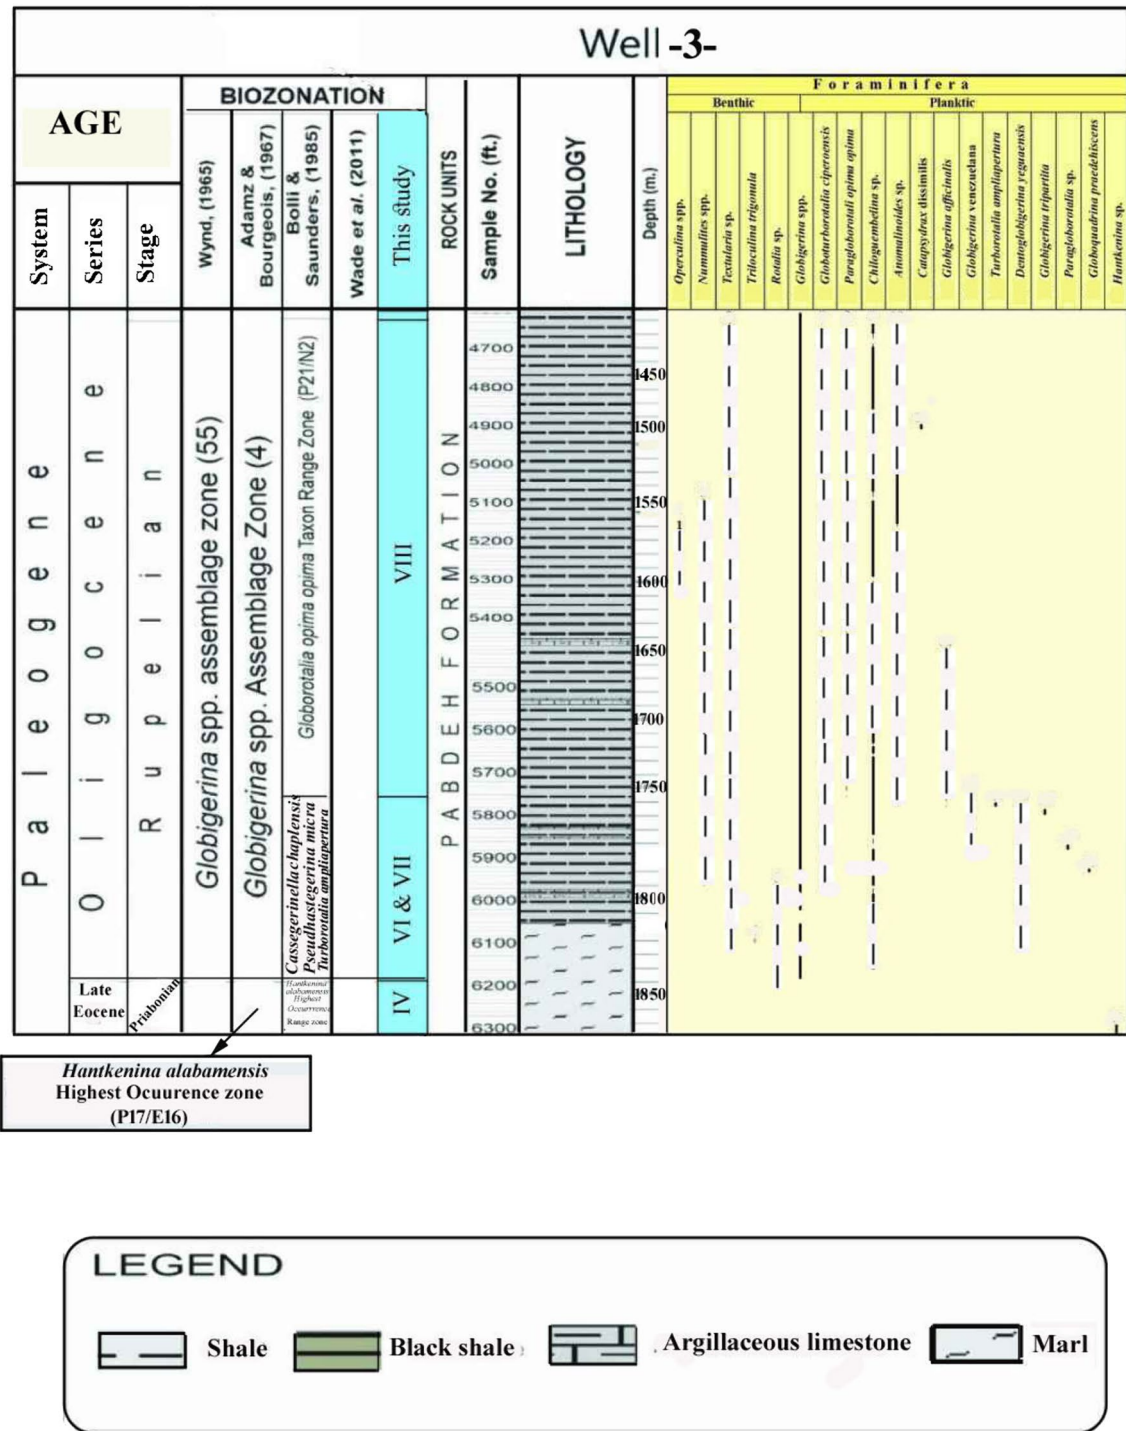 Well -3-
AGE
BIOZONATION
System
Series
Stage
Wynd, (1965)
Adamz &
Bourgeois, (1967)
Bolli &
Saunders, (1985)
Wade et al. (2011)
This study
ROCK UNITS
Sample No. (ft.)
LITHOLOGY
Depth (m.)
Foraminifera
Benthic
Planktic
Operculina spp.
Nummulites spp.
Textularia sp.
Triloculina trigonula
Rotalia sp.
Globigerina spp.
Globoturborotalia ciperoensis
Paragloborotali opima opima
Chiloguembelina sp.
Anomalinoides sp.
Catapsydrax dissimilis
Globigerina officinalis
Globigerina venezuelana
Turborotalia ampliapertura
Dentoglobigerina yeguaensis
Globigerina tripartita
Paragloborotalia sp.
Globoquadrina praedehiscens
Hantkenina sp.
Paleogene
Oligocene
Rupelian
Globigerina spp. assemblage zone (55)
Globigerina spp. Assemblage Zone (4)
Globorotalia opima opima Taxon Range Zone (P21/N2)
Cassegerinella chaplensis
Pseudhastegerina micra
Turborotalia ampliapertura
VIII
VI & VII
IV
PABDEH FORMATION
4700
4800
4900
5000
5100
5200
5300
5400
5500
5600
5700
5800
5900
6000
6100
6200
6300
1450
1500
1550
1600
1650
1700
1750
1800
1850
Late
Eocene
Priabonian
Hantkenina
alabamensis
Highest
Occurrence
Range zone
Hantkenina alabamensis
Highest Ocuurence zone
(P17/E16)
LEGEND
Shale
Black shale
Argillaceous limestone
Marl